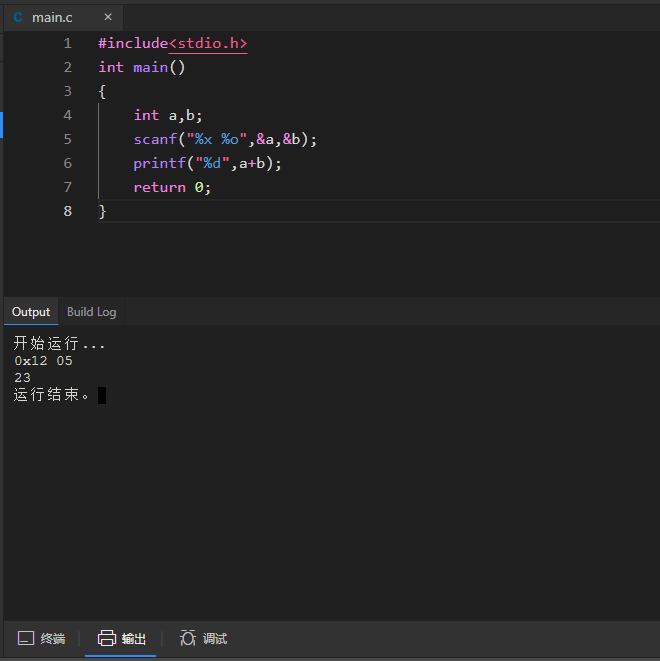 C main.c ×
1 #include<stdio.h>
2 int main()
3 {
4     int a,b;
5     scanf("%x %o",&a,&b);
6     printf("%d",a+b);
7     return 0;
8 }
Output Build Log
开始运行...
0x12 05
23
运行结束。
终端 输出 调试